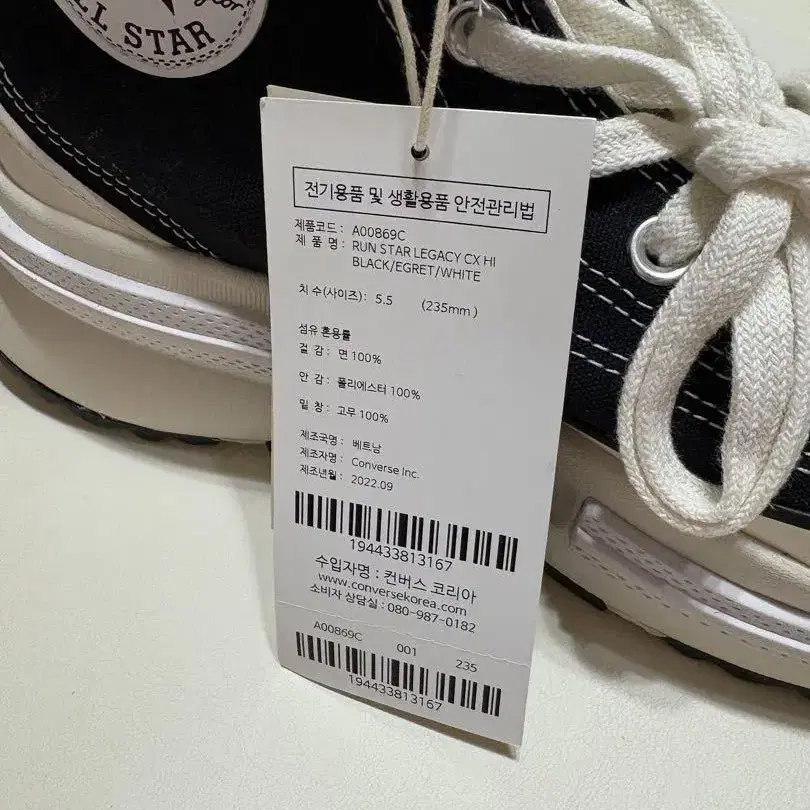 ALL STAR
전기용품 및 생활용품 안전관리법
제품코드 : A00869C
제 품 명 : RUN STAR LEGACY CX HI
BLACK/EGRET/WHITE
치 수(사이즈) : 5.5 (235mm )
섬유 혼용률
겉 감 : 면 100%
안 감 : 폴리에스터 100%
밑 창 : 고무 100%
제조국명 : 베트남
제조자명 : Converse Inc.
제조년월 : 2022.09
194433813167
수입자명 : 컨버스 코리아
www.conversekorea.com
소비자 상담실 : 080-987-0182
A00869C 001 235
194433813167